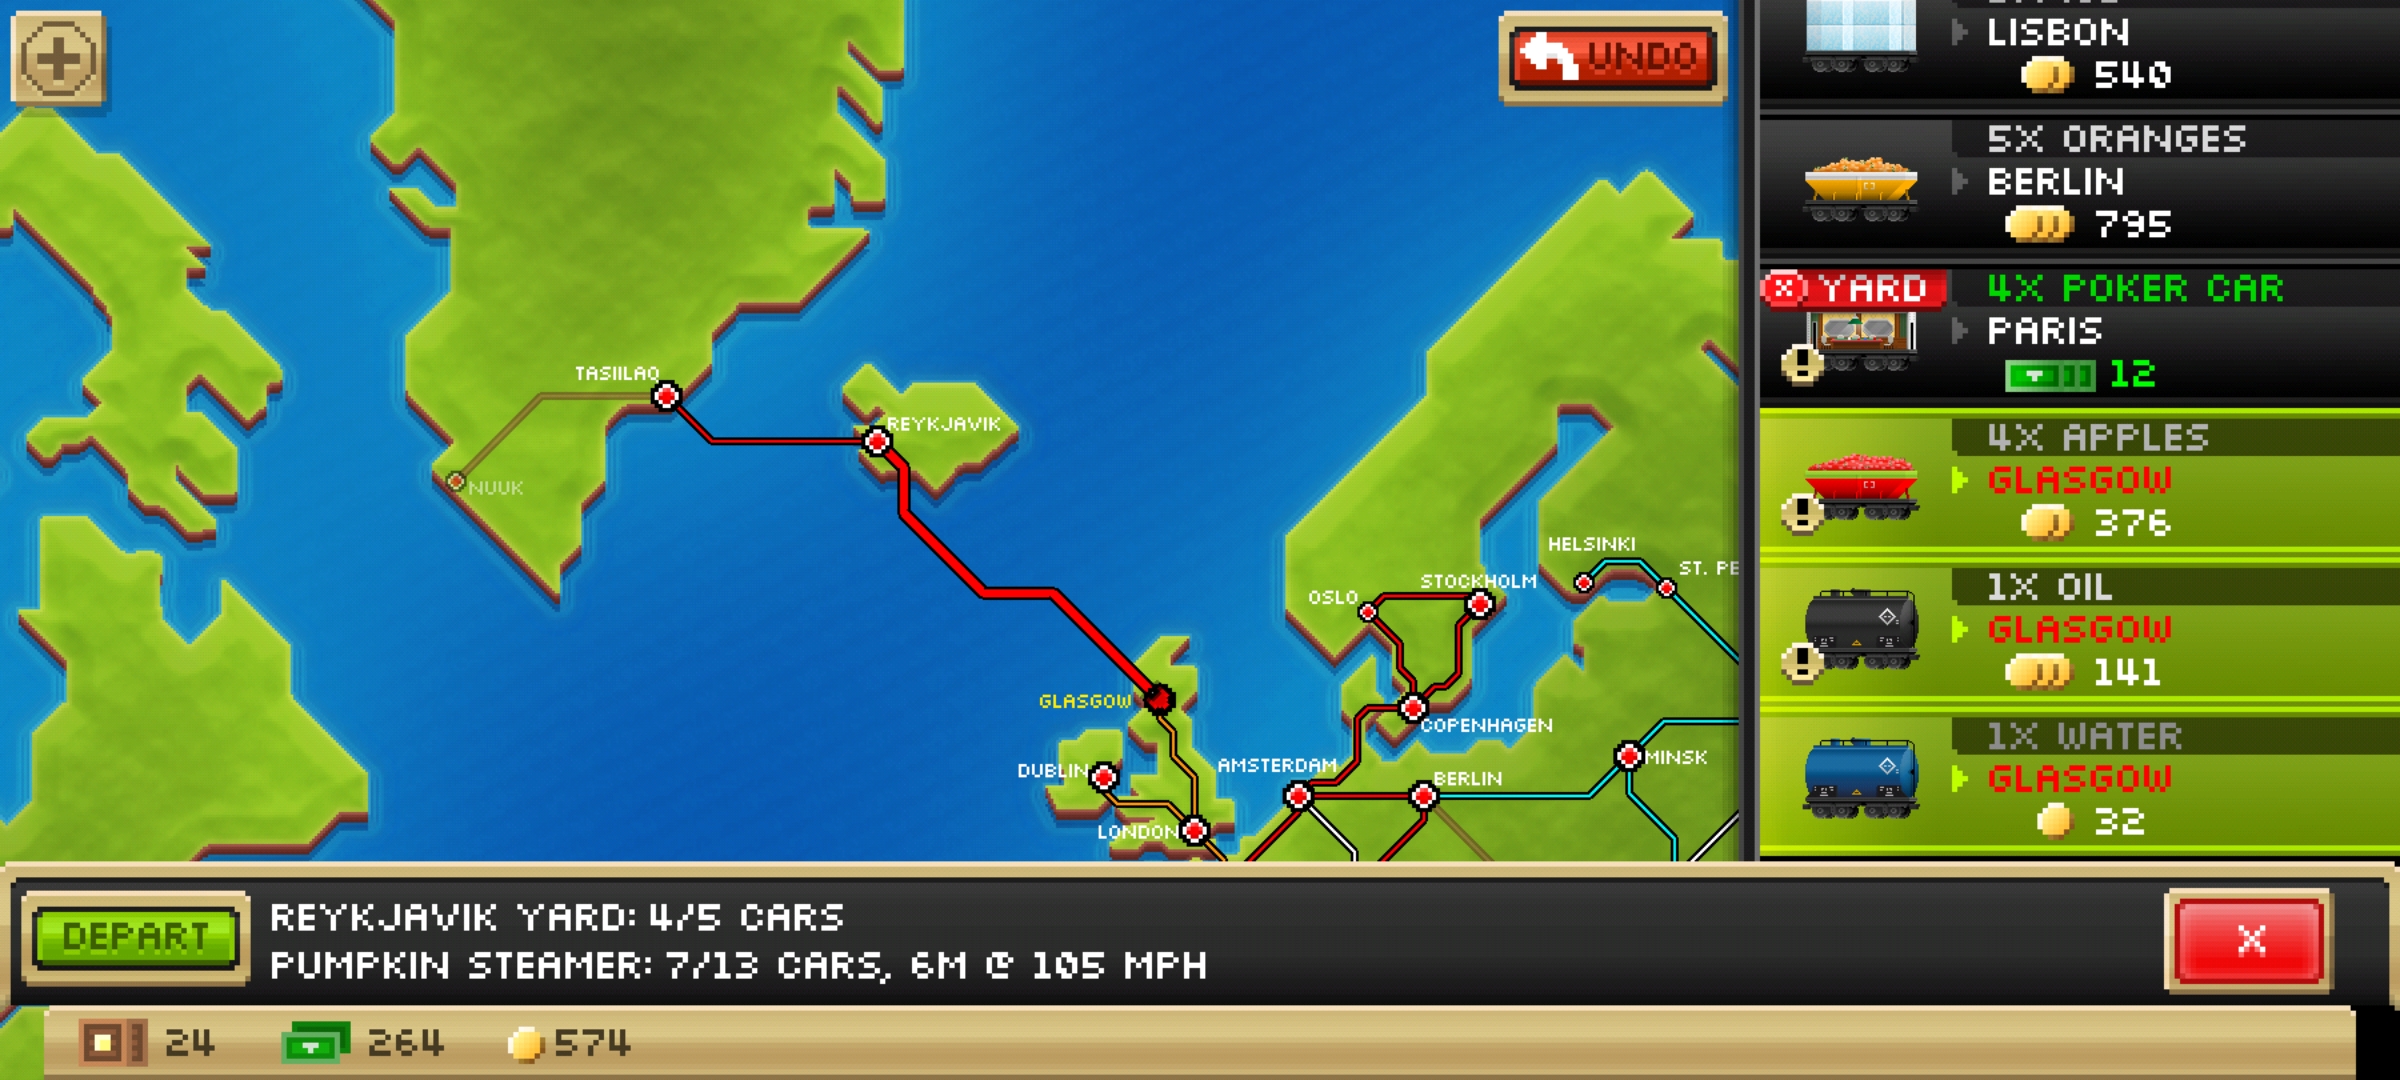 UNDO
LISBON
540
5X ORANGES
BERLIN
795
YARD
4X POKER CAR
PARIS
12
4X APPLES
GLASGOW
376
1X OIL
GLASGOW
141
1X WATER
GLASGOW
32
TASIILAQ
REYKJAVIK
NUUK
HELSINKI
ST. PE
STOCKHOLM
OSLO
GLASGOW
COPENHAGEN
DUBLIN
AMSTERDAM
MINSK
BERLIN
LONDON
DEPART
REYKJAVIK YARD: 4/5 CARS
PUMPKIN STEAMER: 7/13 CARS, 6M @ 105 MPH
X
24
264
574